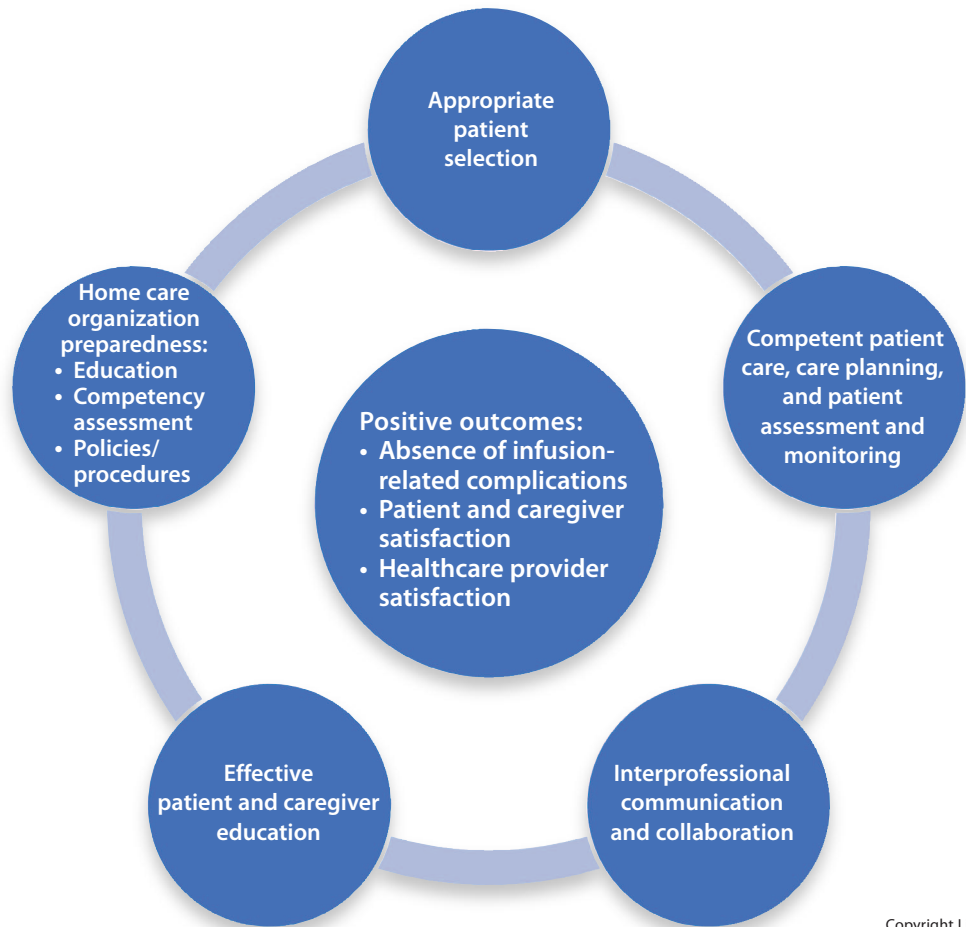 Appropriate
patient
selection
Home care
organization
preparedness:
• Education
• Competency
assessment
• Policies/
procedures
Competent patient
care, care planning,
and patient
assessment and
monitoring
Positive outcomes:
• Absence of infusion-
related complications
• Patient and caregiver
satisfaction
• Healthcare provider
satisfaction
Effective
patient and caregiver
education
Interprofessional
communication
and collaboration
Copyright L